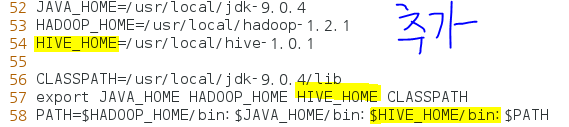 52 JAVA_HOME=/usr/local/jdk-9.0.4
53 HADOOP_HOME=/usr/local/hadoop-1.2.1
54 HIVE_HOME=/usr/local/hive-1.0.1
추가
55
56 CLASSPATH=/usr/local/jdk-9.0.4/lib
57 export JAVA_HOME HADOOP_HOME HIVE_HOME CLASSPATH
58 PATH=$HADOOP_HOME/bin:$JAVA_HOME/bin:$HIVE_HOME/bin:$PATH